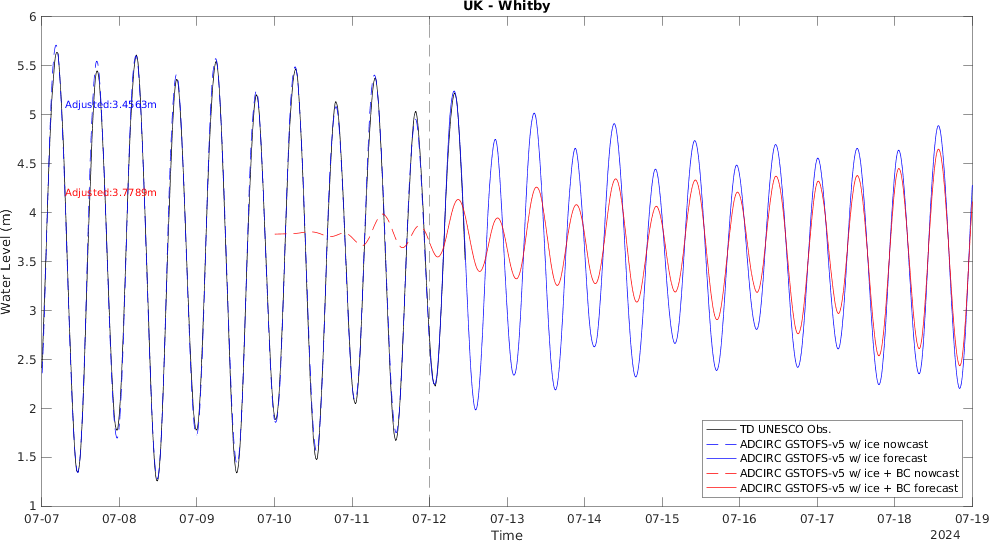 UK - Whitby
6
5.5
5
4.5
4
3.5
3
2.5
2
1.5
1
Water Level (m)
Adjusted:3.4563m
Adjusted:3.7789m
TD UNESCO Obs.
ADCIRC GSTOFS-v5 w/ ice nowcast
ADCIRC GSTOFS-v5 w/ ice forecast
ADCIRC GSTOFS-v5 w/ ice + BC nowcast
ADCIRC GSTOFS-v5 w/ ice + BC forecast
07-07 07-08 07-09 07-10 07-11 07-12 07-13 07-14 07-15 07-16 07-17 07-18 07-19
Time
2024